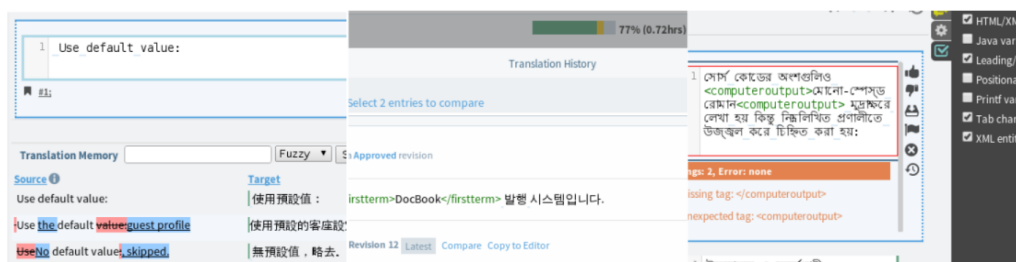 1 Use default value:
#1;
Translation Memory
Fuzzy
Source
Target
Use default value:
使用預設值：
Use the default value:guest profile
使用預設的客座設
UseNo default value:, skipped.
無預設值，略去。
77% (0.72hrs)
Translation History
Select 2 entries to compare
Approved revision
irstterm>DocBook</firstterm> 발행 시스템입니다.
Revision 12 Latest Compare Copy to Editor
1 সোর্স কোডের অংশগুলিও
<computeroutput>মোনো-স্পেস্ড
রোমান<computeroutput> মুদ্রাক্ষরে
লেখা হয় কিন্তু নিম্নলিখিত প্রণালীতে
উজ্জ্বল করে চিহ্নিত করা হয়:
ngs: 2, Error: none
issing tag: </computeroutput>
nexpected tag: <computeroutput>
HTML/XM
Java var
Leading/
Positiona
Printf va
Tab char
XML enti